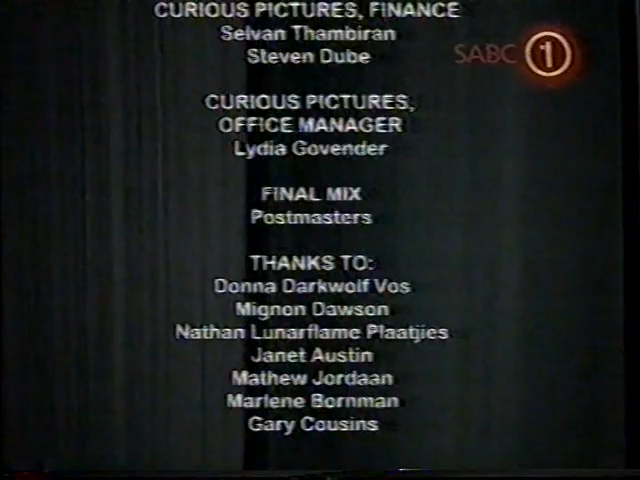 CURIOUS PICTURES, FINANCE
Selvan Thambiran
Steven Dube
SABC 1
CURIOUS PICTURES,
OFFICE MANAGER
Lydia Govender
FINAL MIX
Postmasters
THANKS TO:
Donna Darkwolf Vos
Mignon Dawson
Nathan Lunarflame Plaatjies
Janet Austin
Mathew Jordaan
Marlene Bornman
Gary Cousins